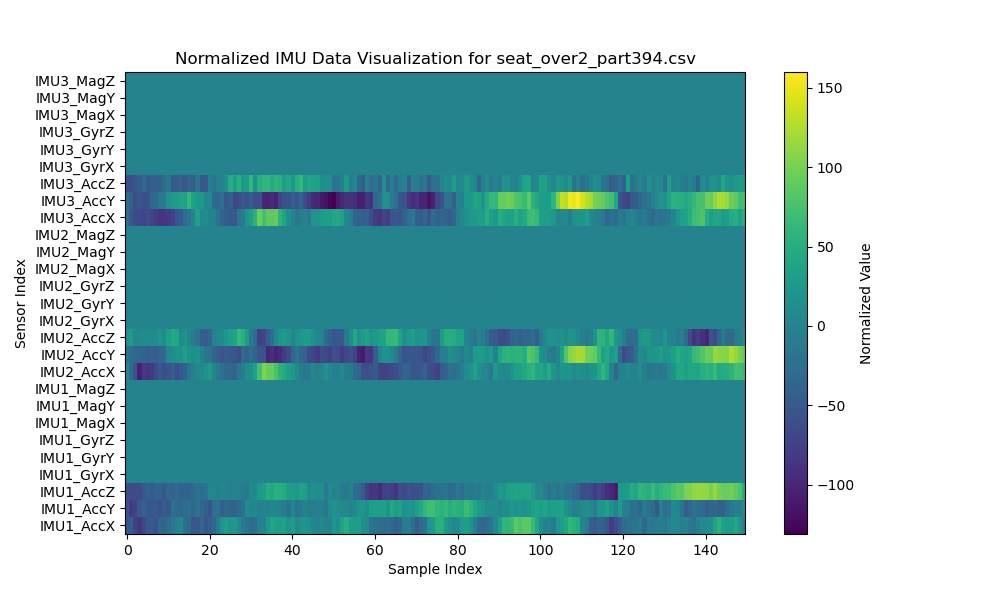 Normalized IMU Data Visualization for seat_over2_part394.csv
IMU3_MagZ
IMU3_MagY
IMU3_MagX
IMU3_GyrZ
IMU3_GyrY
IMU3_GyrX
IMU3_AccZ
IMU3_AccY
IMU3_AccX
IMU2_MagZ
IMU2_MagY
IMU2_MagX
IMU2_GyrZ
IMU2_GyrY
IMU2_GyrX
IMU2_AccZ
IMU2_AccY
IMU2_AccX
IMU1_MagZ
IMU1_MagY
IMU1_MagX
IMU1_GyrZ
IMU1_GyrY
IMU1_GyrX
IMU1_AccZ
IMU1_AccY
IMU1_AccX
Sensor Index
0 20 40 60 80 100 120 140
Sample Index
150
100
50
0
−50
−100
Normalized Value